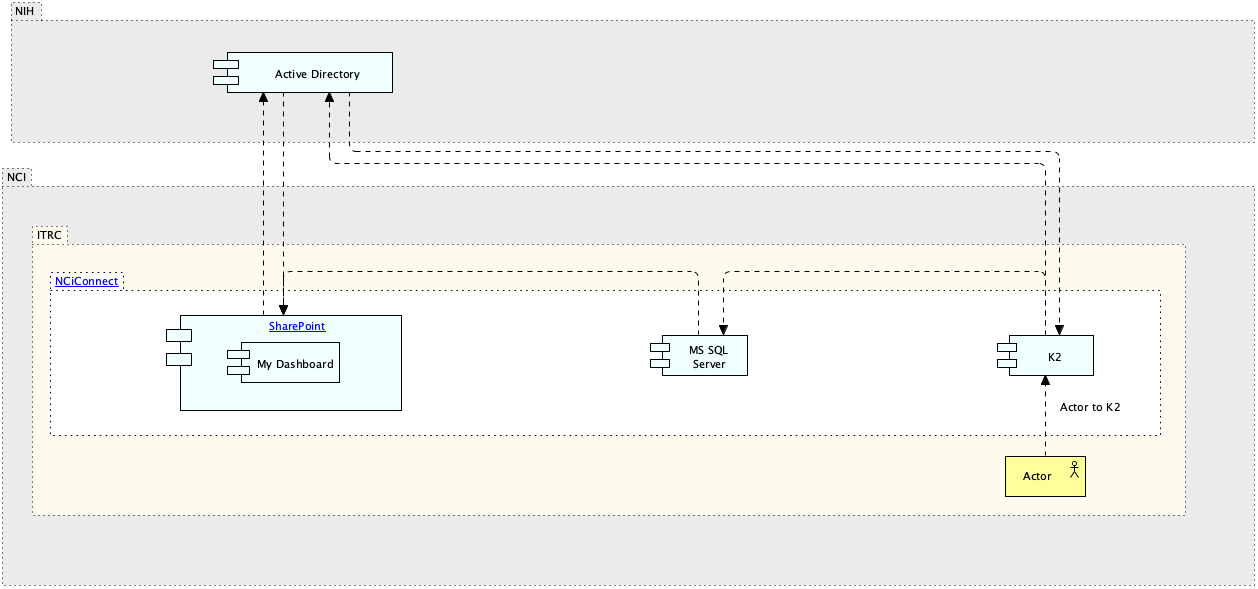 NIH
Active Directory
NCI
ITRC
NCiConnect
SharePoint
My Dashboard
MS SQL
Server
K2
Actor to K2
Actor